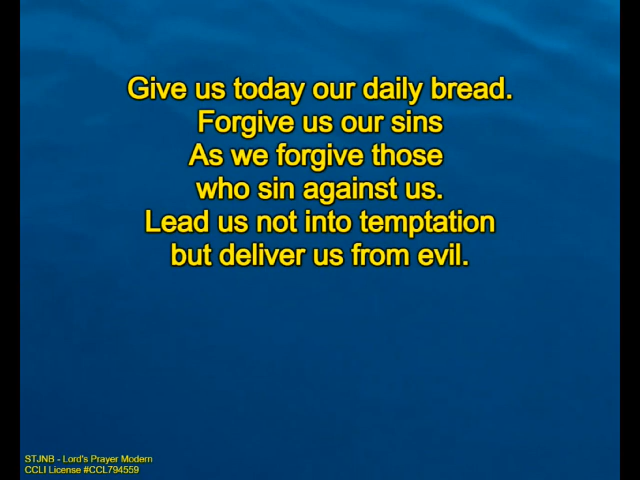 Give us today our daily bread.
Forgive us our sins
As we forgive those
who sin against us.
Lead us not into temptation
but deliver us from evil.
STJNB - Lord's Prayer Modern
CCLI License #CCL794559